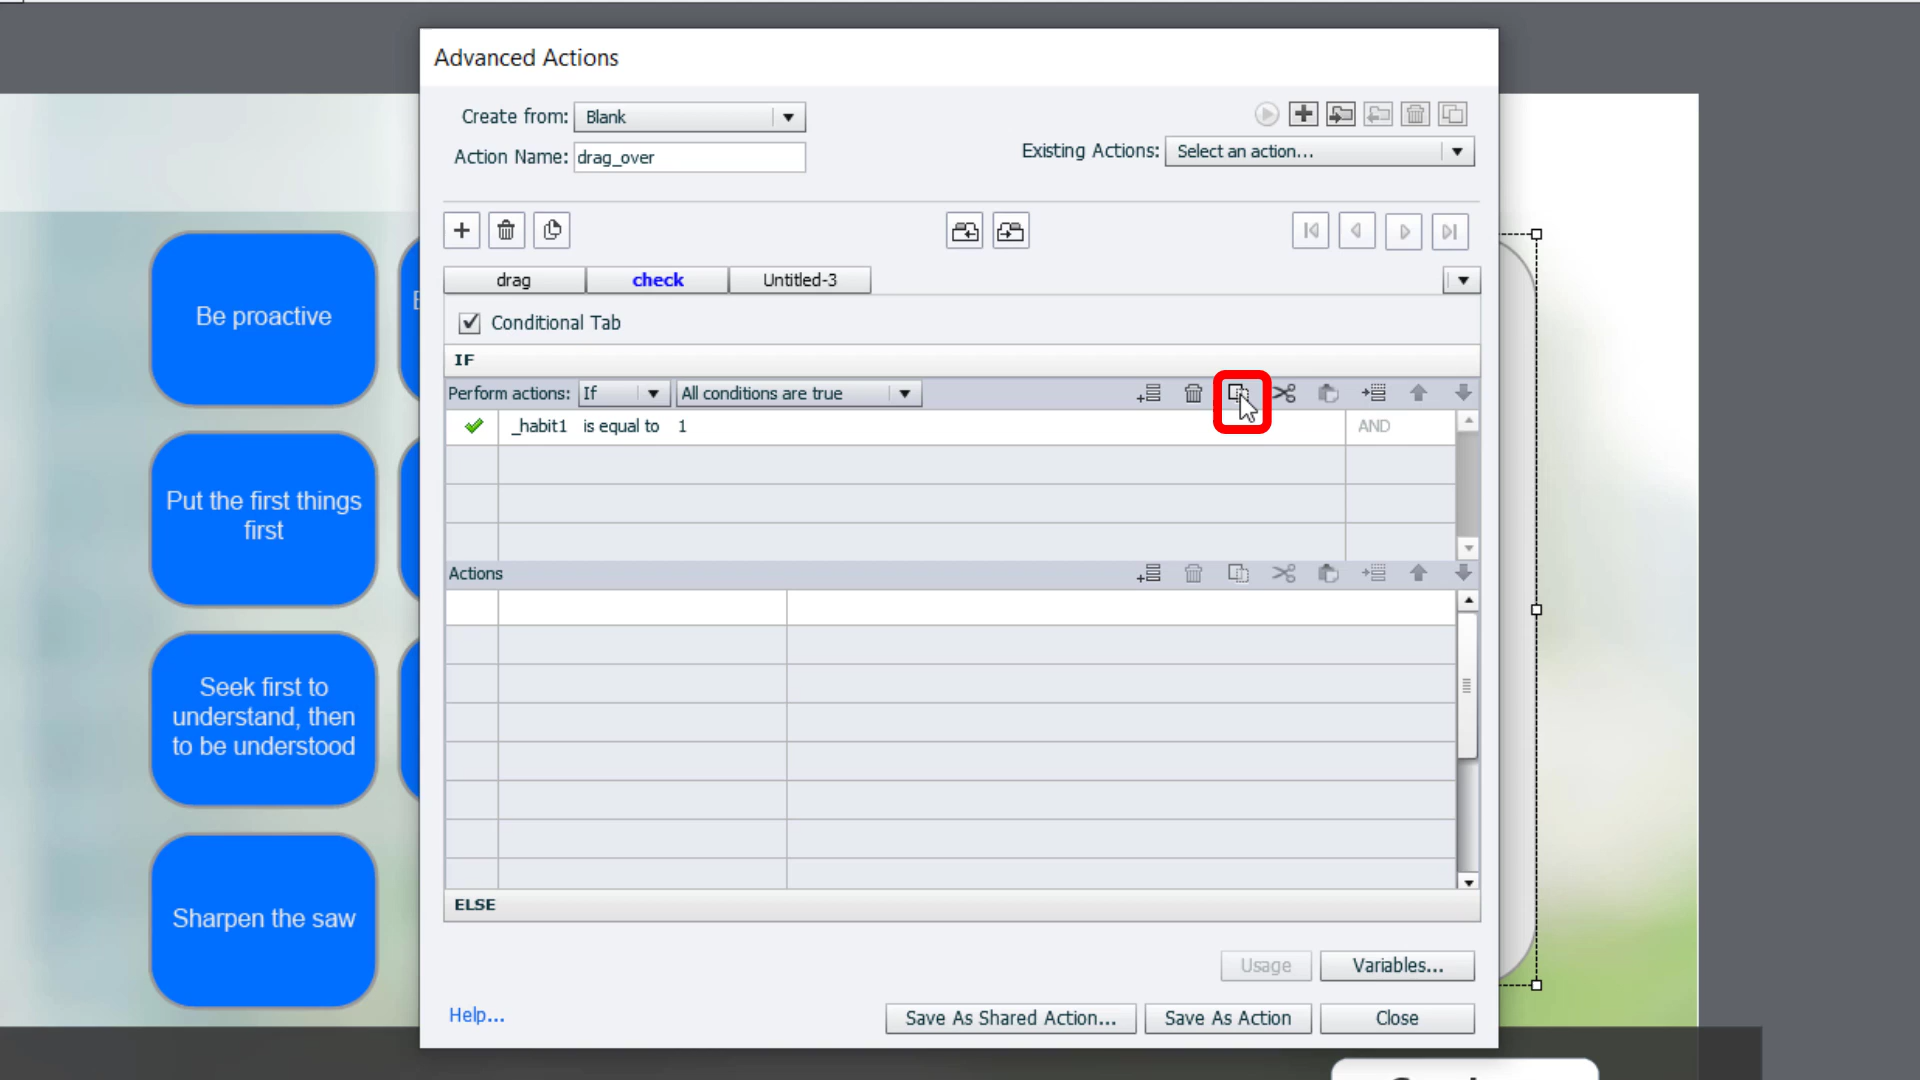 Advanced Actions
Create from: Blank
Action Name: drag_over
Existing Actions: Select an action...
drag check Untitled-3
Conditional Tab
IF
Perform actions: If All conditions are true
_habit1 is equal to 1 AND
Actions
ELSE
Usage Variables...
Help... Save As Shared Action... Save As Action Close
Be proactive
Put the first things
first
Seek first to
understand, then
to be understood
Sharpen the saw